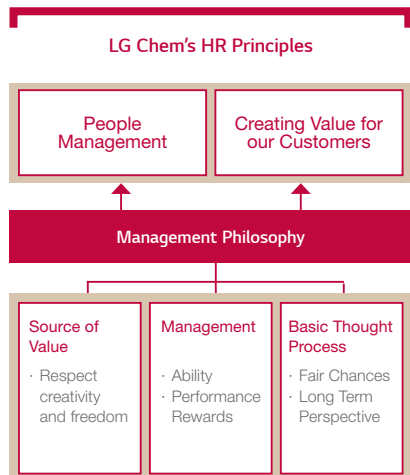 LG Chem's HR Principles
People
Management
Creating Value for
our Customers
Management Philosophy
Source of
Value
· Respect
creativity
and freedom
Management
· Ability
· Performance
Rewards
Basic Thought
Process
· Fair Chances
· Long Term
Perspective